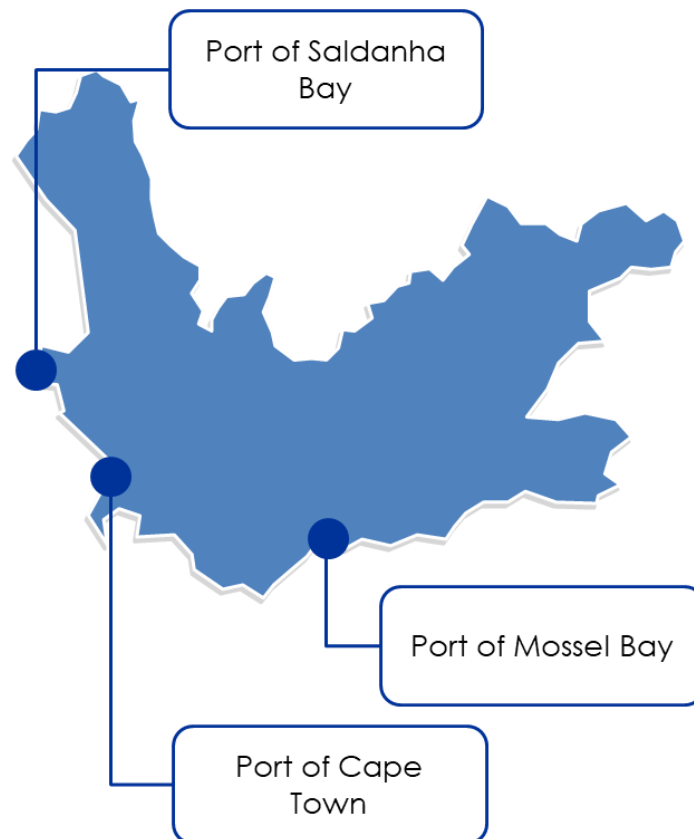 Port of Saldanha
Bay
Port of Mossel Bay
Port of Cape
Town